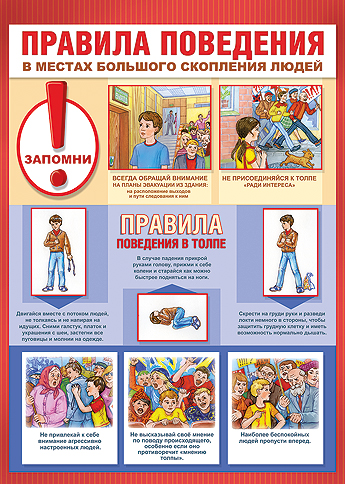 ПРАВИЛА ПОВЕДЕНИЯ
В МЕСТАХ БОЛЬШОГО СКОПЛЕНИЯ ЛЮДЕЙ
ЗАПОМНИ
ВСЕГДА ОБРАЩАЙ ВНИМАНИЕ
НА ПЛАНЫ ЭВАКУАЦИИ ИЗ ЗДАНИЯ:
на расположение выходов
и пути следования к ним
НЕ ПРИСОЕДИНЯЙСЯ К ТОЛПЕ
«РАДИ ИНТЕРЕСА»
ПРАВИЛА
ПОВЕДЕНИЯ В ТОЛПЕ
В случае падения прикрой
руками голову, прижми к себе
колени и старайся как можно
быстрее подняться на ноги.
Двигайся вместе с потоком людей,
не толкаясь и не напирая на
идущих. Сними галстук, платок и
украшения с шеи, застегни все
пуговицы и молнии на одежде.
Скрести на груди руки и разведи
локти немного в стороны, чтобы
защитить грудную клетку и иметь
возможность нормально дышать.
Не привлекай к себе
внимание агрессивно
настроенных людей.
Не высказывай своё мнение
по поводу происходящего,
особенно если оно
противоречит «мнению
толпы».
Наиболее беспокойных
людей пропусти вперед.